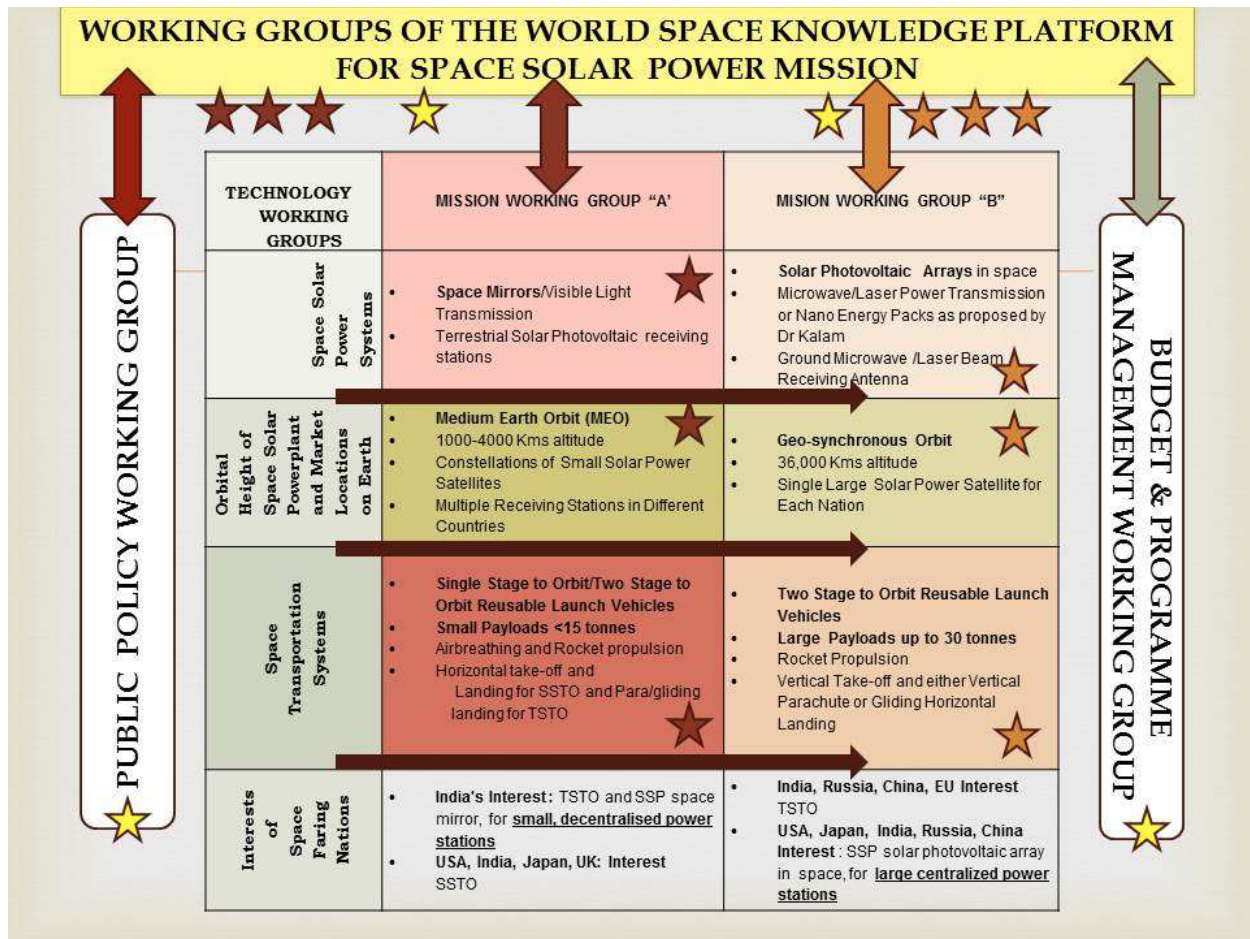 WORKING GROUPS OF THE WORLD SPACE KNOWLEDGE PLATFORM
FOR SPACE SOLAR POWER MISSION
PUBLIC POLICY WORKING GROUP
TECHNOLOGY
WORKING
GROUPS
MISSION WORKING GROUP “A’
MISION WORKING GROUP “B”
Space Solar
Power
Systems
• Space Mirrors/Visible Light
Transmission
• Terrestrial Solar Photovoltaic receiving
stations
• Solar Photovoltaic Arrays in space
• Microwave/Laser Power Transmission
or Nano Energy Packs as proposed by
Dr Kalam
• Ground Microwave /Laser Beam
Receiving Antenna
Orbital
Height of
Space Solar
Powerplant
and Market
Locations
on Earth
• Medium Earth Orbit (MEO)
• 1000-4000 Kms altitude
• Constellations of Small Solar Power
Satellites
• Multiple Receiving Stations in Different
Countries
• Geo-synchronous Orbit
• 36,000 Kms altitude
• Single Large Solar Power Satellite for
Each Nation
Space
Transportation
Systems
• Single Stage to Orbit/Two Stage to
Orbit Reusable Launch Vehicles
• Small Payloads <15 tonnes
• Airbreathing and Rocket propulsion
• Horizontal take-off and
Landing for SSTO and Para/gliding
landing for TSTO
• Two Stage to Orbit Reusable Launch
Vehicles
• Large Payloads up to 30 tonnes
• Rocket Propulsion
• Vertical Take-off and either Vertical
Parachute or Gliding Horizontal
Landing
Interests
of
Space
Faring
Nations
• India's Interest: TSTO and SSP space
mirror, for small, decentralised power
stations
• USA, India, Japan, UK: Interest
SSTO
• India, Russia, China, EU Interest
TSTO
• USA, Japan, India, Russia, China
Interest : SSP solar photovoltaic array
in space, for large centralized power
stations
BUDGET & PROGRAMME
MANAGEMENT WORKING GROUP